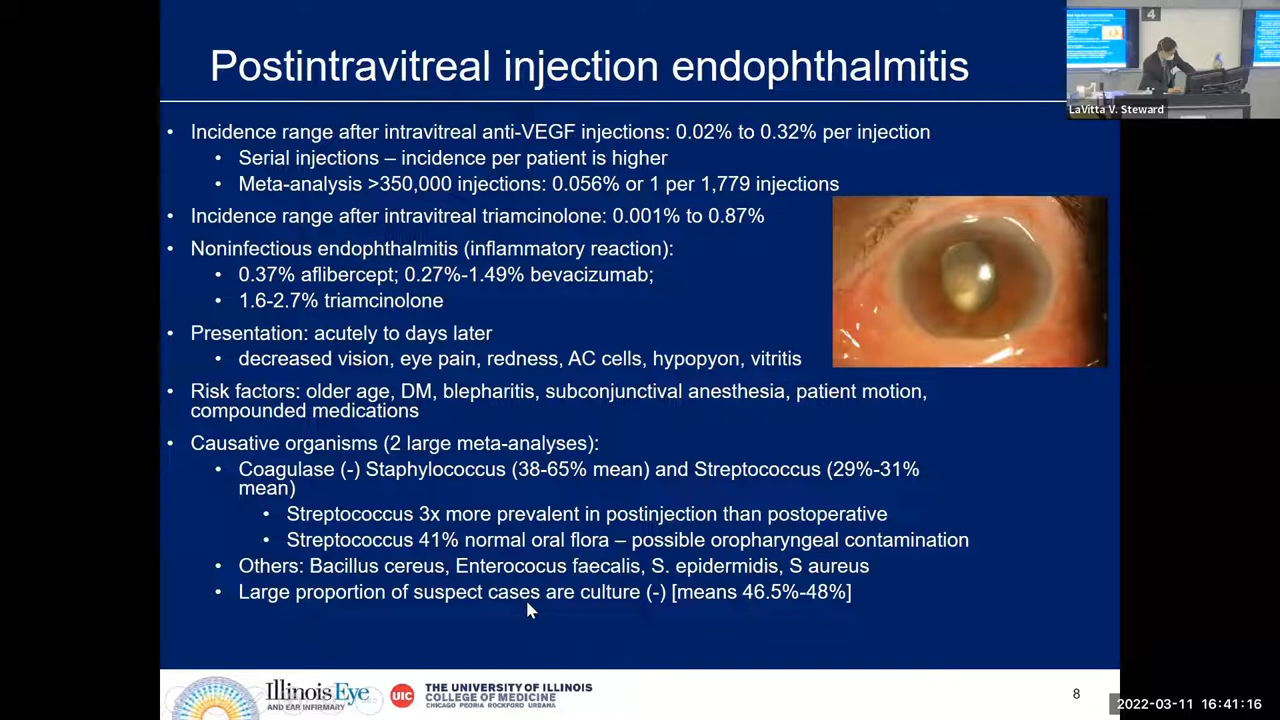 Postintravitreal injection endophthalmitis
4
LaVitta V. Steward
• Incidence range after intravitreal anti-VEGF injections: 0.02% to 0.32% per injection
• Serial injections – incidence per patient is higher
• Meta-analysis >350,000 injections: 0.056% or 1 per 1,779 injections
• Incidence range after intravitreal triamcinolone: 0.001% to 0.87%
• Noninfectious endophthalmitis (inflammatory reaction):
• 0.37% aflibercept; 0.27%-1.49% bevacizumab;
• 1.6-2.7% triamcinolone
• Presentation: acutely to days later
• decreased vision, eye pain, redness, AC cells, hypopyon, vitritis
• Risk factors: older age, DM, blepharitis, subconjunctival anesthesia, patient motion,
compounded medications
• Causative organisms (2 large meta-analyses):
• Coagulase (-) Staphylococcus (38-65% mean) and Streptococcus (29%-31%
mean)
• Streptococcus 3x more prevalent in postinjection than postoperative
• Streptococcus 41% normal oral flora – possible oropharyngeal contamination
• Others: Bacillus cereus, Enterococus faecalis, S. epidermidis, S aureus
• Large proportion of suspect cases are culture (-) [means 46.5%-48%]
Illinois Eye
AND EAR INFIRMARY
UIC
THE UNIVERSITY OF ILLINOIS
COLLEGE OF MEDICINE
CHICAGO PEORIA ROCKFORD URBANA
8
2022-03-11 16:41:16